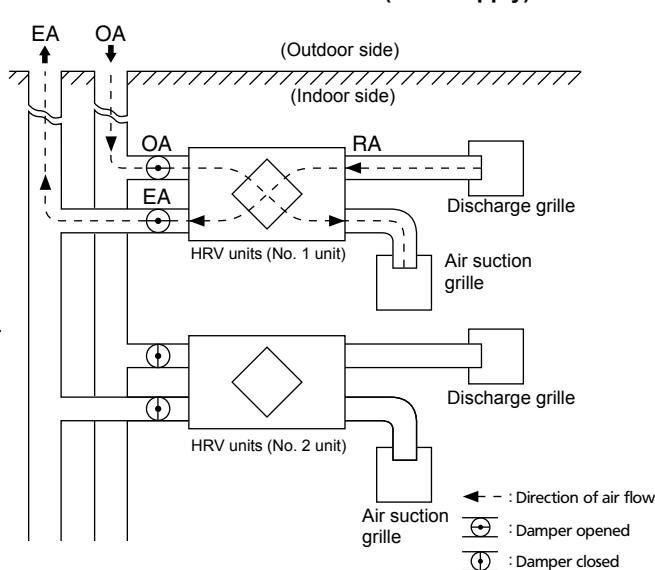 EA OA
(Outdoor side)
(Indoor side)
OA
RA
EA
Discharge grille
HRV units (No. 1 unit)
Air suction
grille
Discharge grille
HRV units (No. 2 unit)
Air suction
grille
: Direction of air flow
: Damper opened
: Damper closed